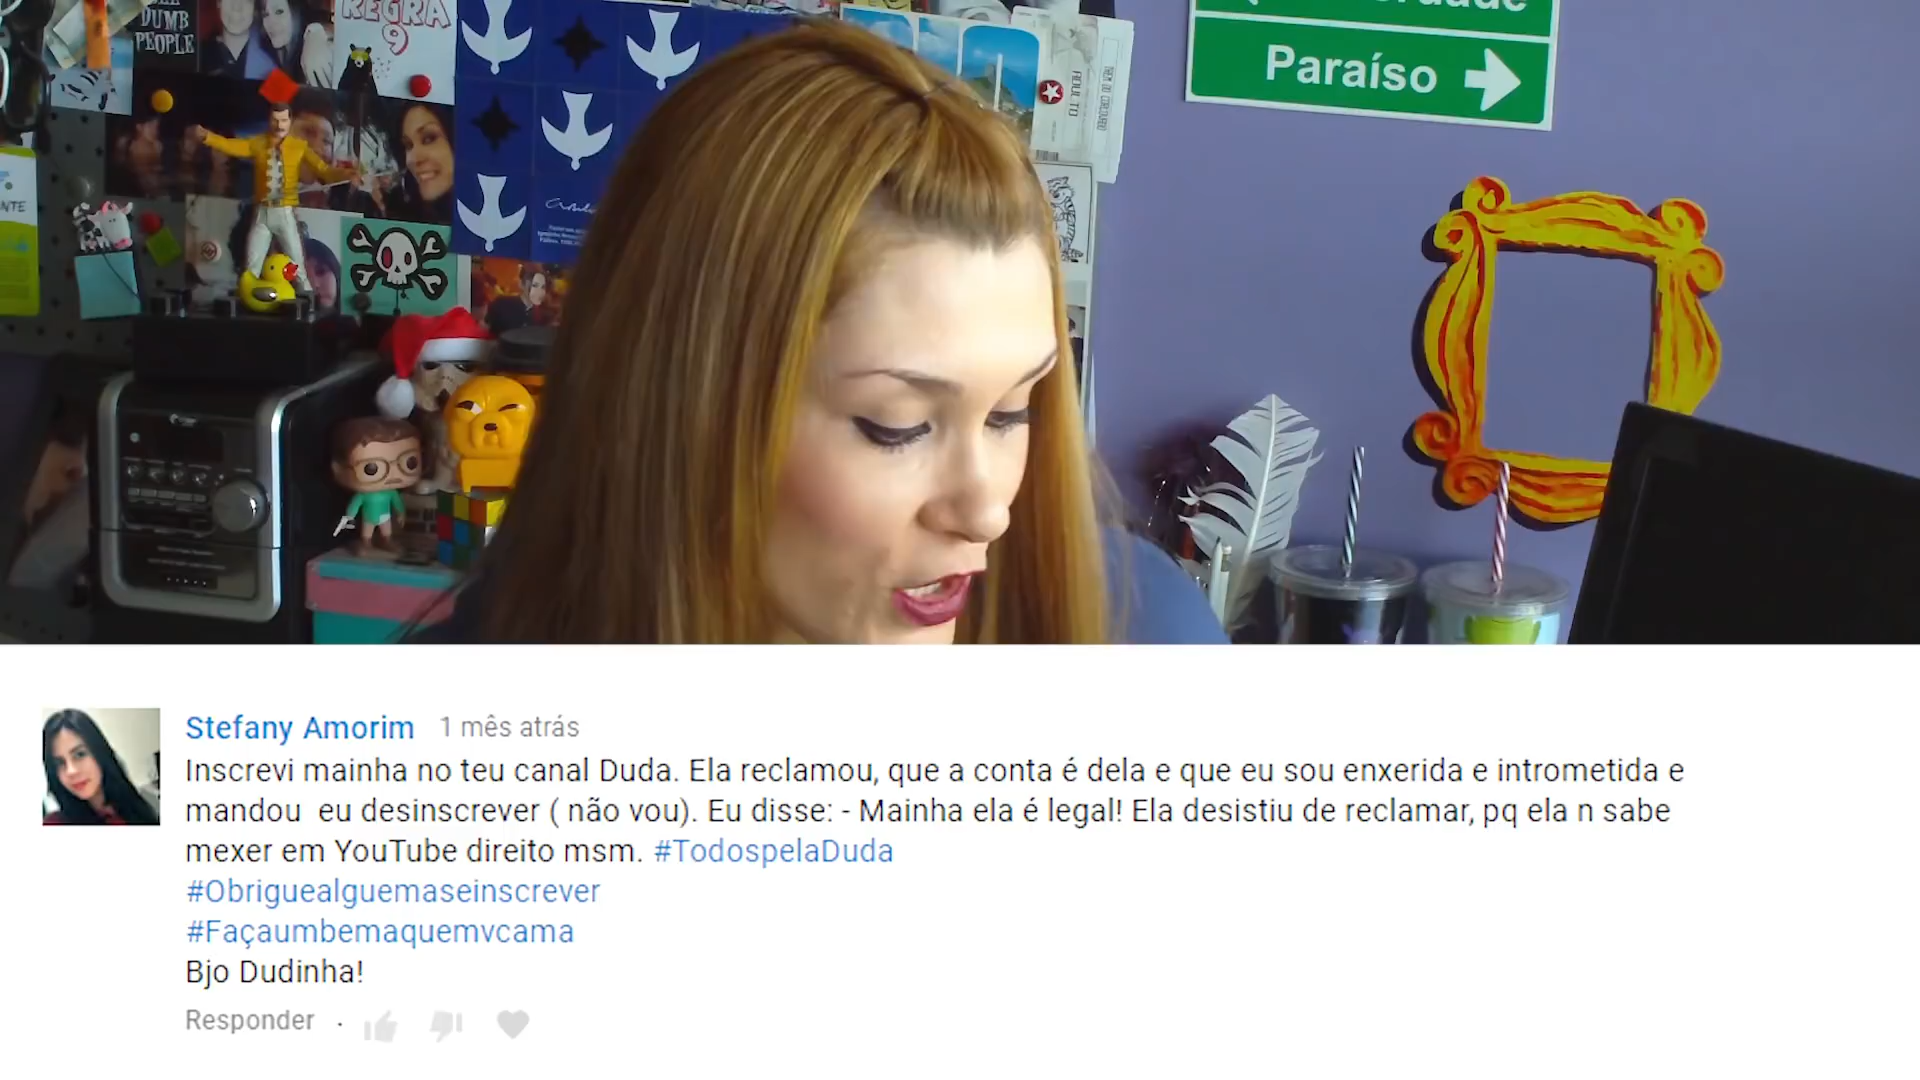 DUMB
PEOPLE
REGRA
9
Paraíso
Stefany Amorim 1 mês atrás
Inscrevi mainha no teu canal Duda. Ela reclamou, que a conta é dela e que eu sou enxerida e intrometida e
mandou eu desinscrever ( não vou). Eu disse: - Mainha ela é legal! Ela desistiu de reclamar, pq ela n sabe
mexer em YouTube direito msm. #TodospelaDuda
#Obriguealguemaseinscrever
#Façaumbemaquemvcama
Bjo Dudinha!
Responder